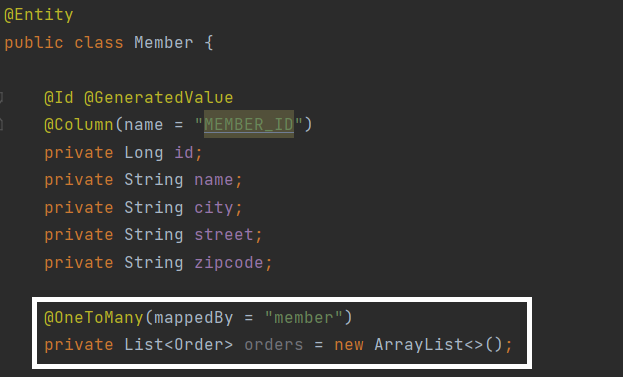 @Entity
public class Member {
@Id @GeneratedValue
@Column(name = "MEMBER_ID")
private Long id;
private String name;
private String city;
private String street;
private String zipcode;
@OneToMany(mappedBy = "member")
private List<Order> orders = new ArrayList<>();